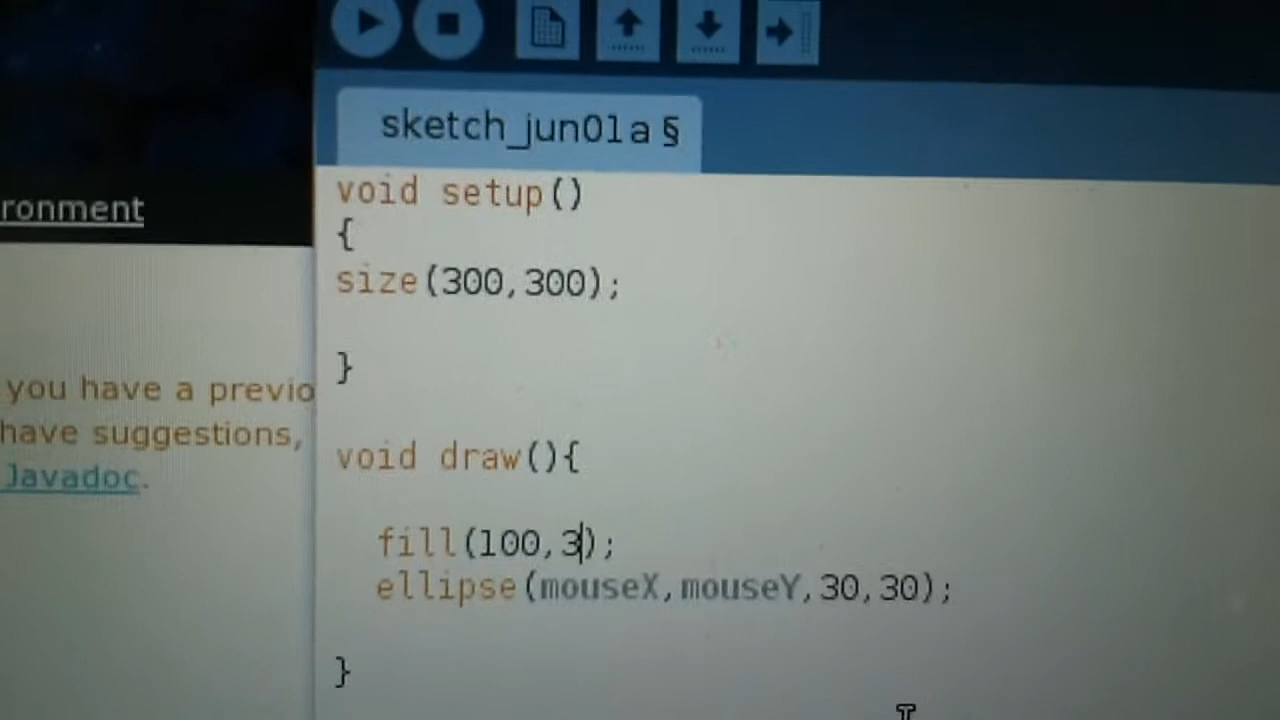 sketch_jun01a §
ronment
void setup()
{
size(300,300);
}
you have a previo
have suggestions,
Javadoc.
void draw(){
fill(100,3);
ellipse(mouseX,mouseY,30,30);
}